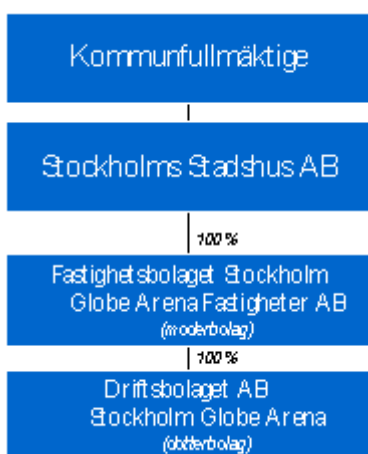 Kommunfullmäktige
Stockholms Stadshus AB
100%
Fastighetsbolaget Stockholm
Globe Arena Fastigheter AB
(moderbolag)
100%
Driftsbolaget AB
Stockholm Globe Arena
(dotterbolag)